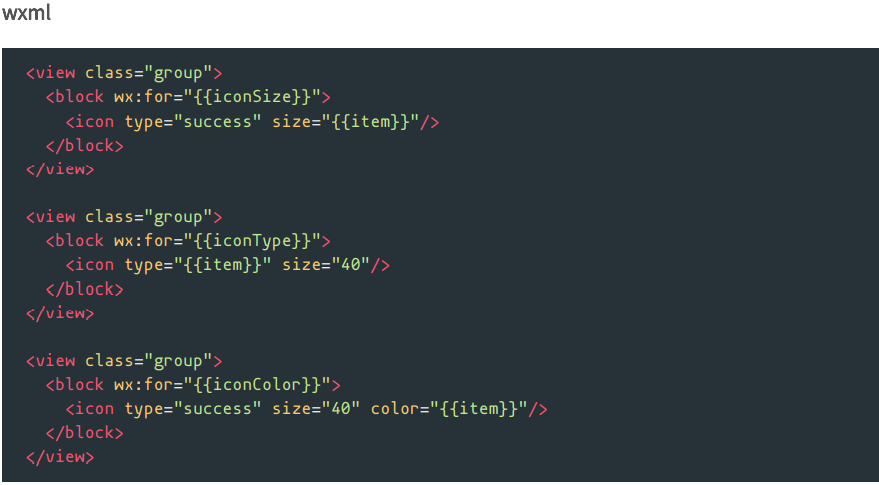 wxml
<view class="group">
  <block wx:for="{{iconSize}}">
    <icon type="success" size="{{item}}"/>
  </block>
</view>

<view class="group">
  <block wx:for="{{iconType}}">
    <icon type="{{item}}" size="40"/>
  </block>
</view>

<view class="group">
  <block wx:for="{{iconColor}}">
    <icon type="success" size="40" color="{{item}}"/>
  </block>
</view>